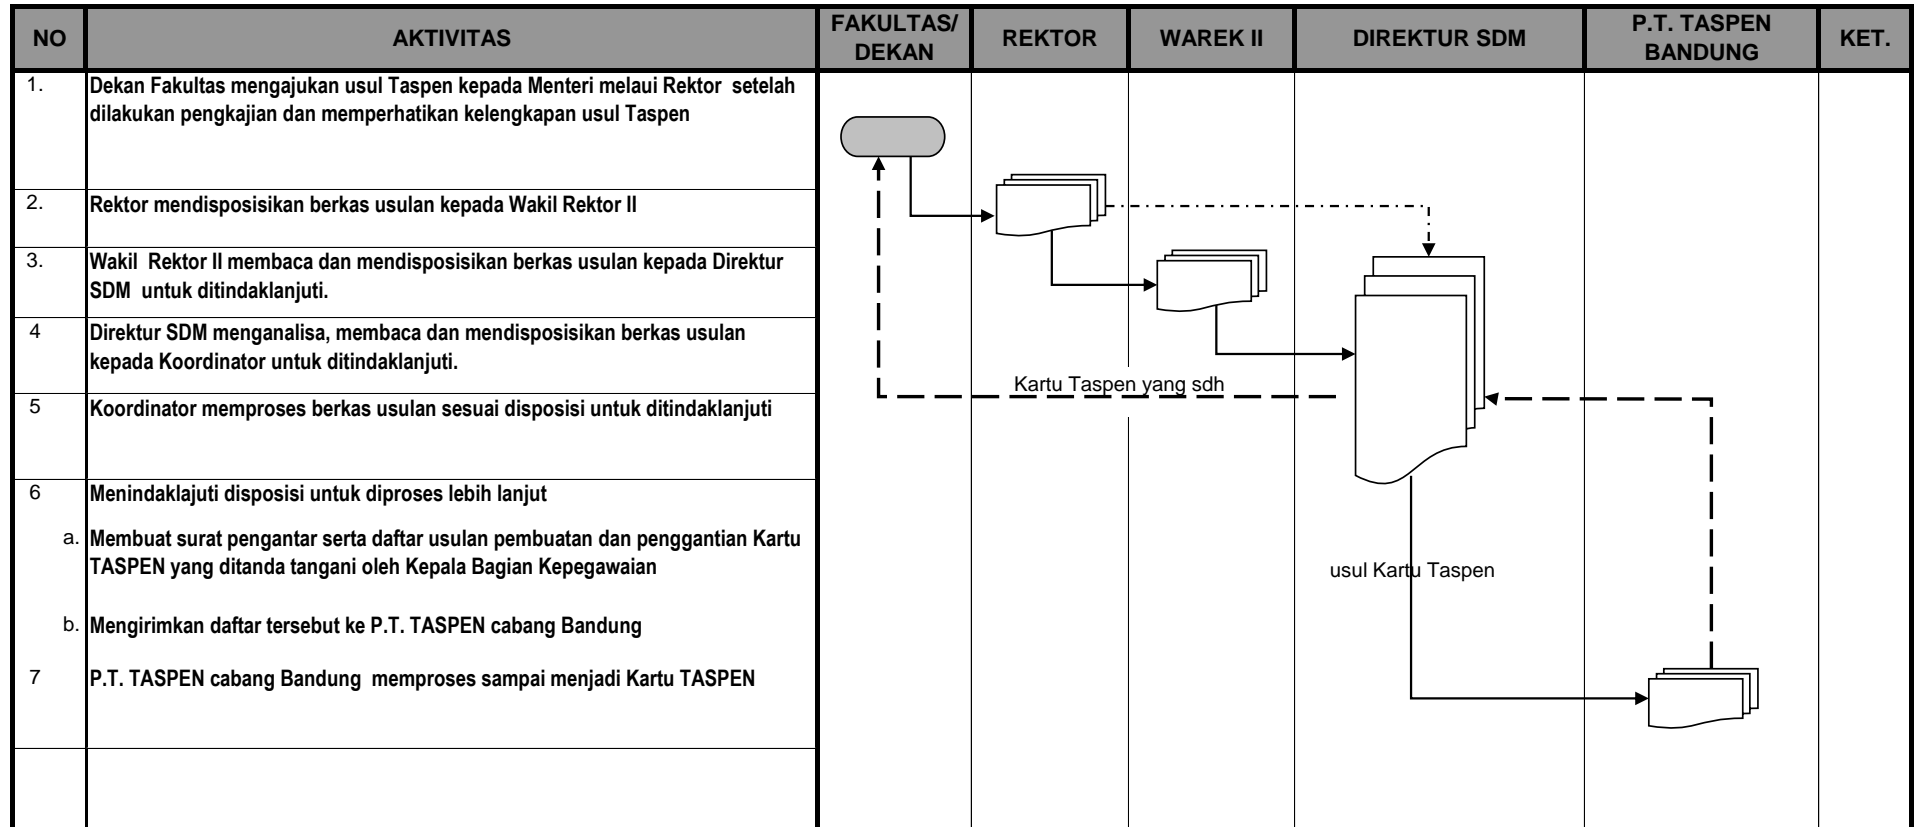 NO
AKTIVITAS
FAKULTAS/
DEKAN
REKTOR
WAREK II
DIREKTUR SDM
P.T. TASPEN
BANDUNG
KET.
1.
Dekan Fakultas mengajukan usul Taspen kepada Menteri melaui Rektor setelah
dilakukan pengkajian dan memperhatikan kelengkapan usul Taspen
2.
Rektor mendisposisikan berkas usulan kepada Wakil Rektor II
3.
Wakil Rektor II membaca dan mendisposisikan berkas usulan kepada Direktur
SDM untuk ditindaklanjuti.
4
Direktur SDM menganalisa, membaca dan mendisposisikan berkas usulan
kepada Koordinator untuk ditindaklanjuti.
Kartu Taspen yang sdh
5
Koordinator memproses berkas usulan sesuai disposisi untuk ditindaklanjuti
6
Menindaklajuti disposisi untuk diproses lebih lanjut
a.
Membuat surat pengantar serta daftar usulan pembuatan dan penggantian Kartu
TASPEN yang ditanda tangani oleh Kepala Bagian Kepegawaian
usul Kartu Taspen
b.
Mengirimkan daftar tersebut ke P.T. TASPEN cabang Bandung
7
P.T. TASPEN cabang Bandung memproses sampai menjadi Kartu TASPEN